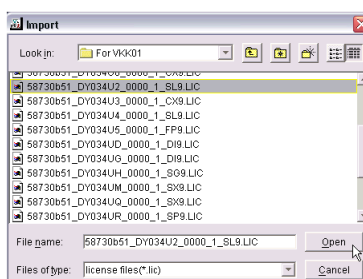 Import
Look in: For VKK01
58730b51_DY034U2_0000_1_SL9.LIC
58730b51_DY034U3_0000_1_CX9.LIC
58730b51_DY034U4_0000_1_SL9.LIC
58730b51_DY034U5_0000_1_FP9.LIC
58730b51_DY034UD_0000_1_DI9.LIC
58730b51_DY034UG_0000_1_DI9.LIC
58730b51_DY034UH_0000_1_SG9.LIC
58730b51_DY034UM_0000_1_SX9.LIC
58730b51_DY034UQ_0000_1_SX9.LIC
58730b51_DY034UR_0000_1_SP9.LIC
File name: 58730b51_DY034U2_0000_1_SL9.LIC Open
Files of type: license files(*.lic) Cancel